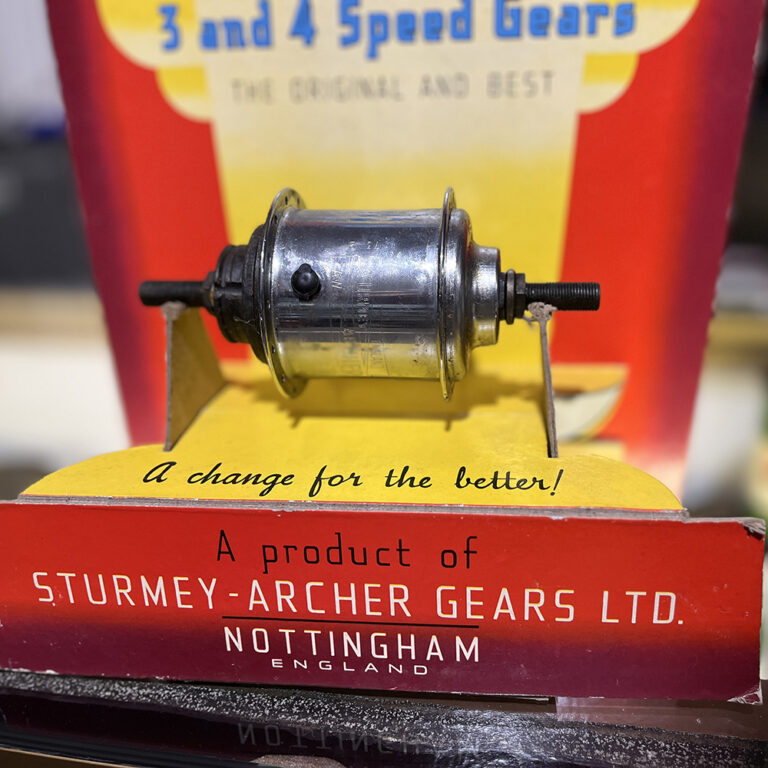 3 and 4 Speed Gears
THE ORIGINAL AND BEST
A change for the better!
A product of
STURMEY-ARCHER GEARS LTD.
NOTTINGHAM
ENGLAND